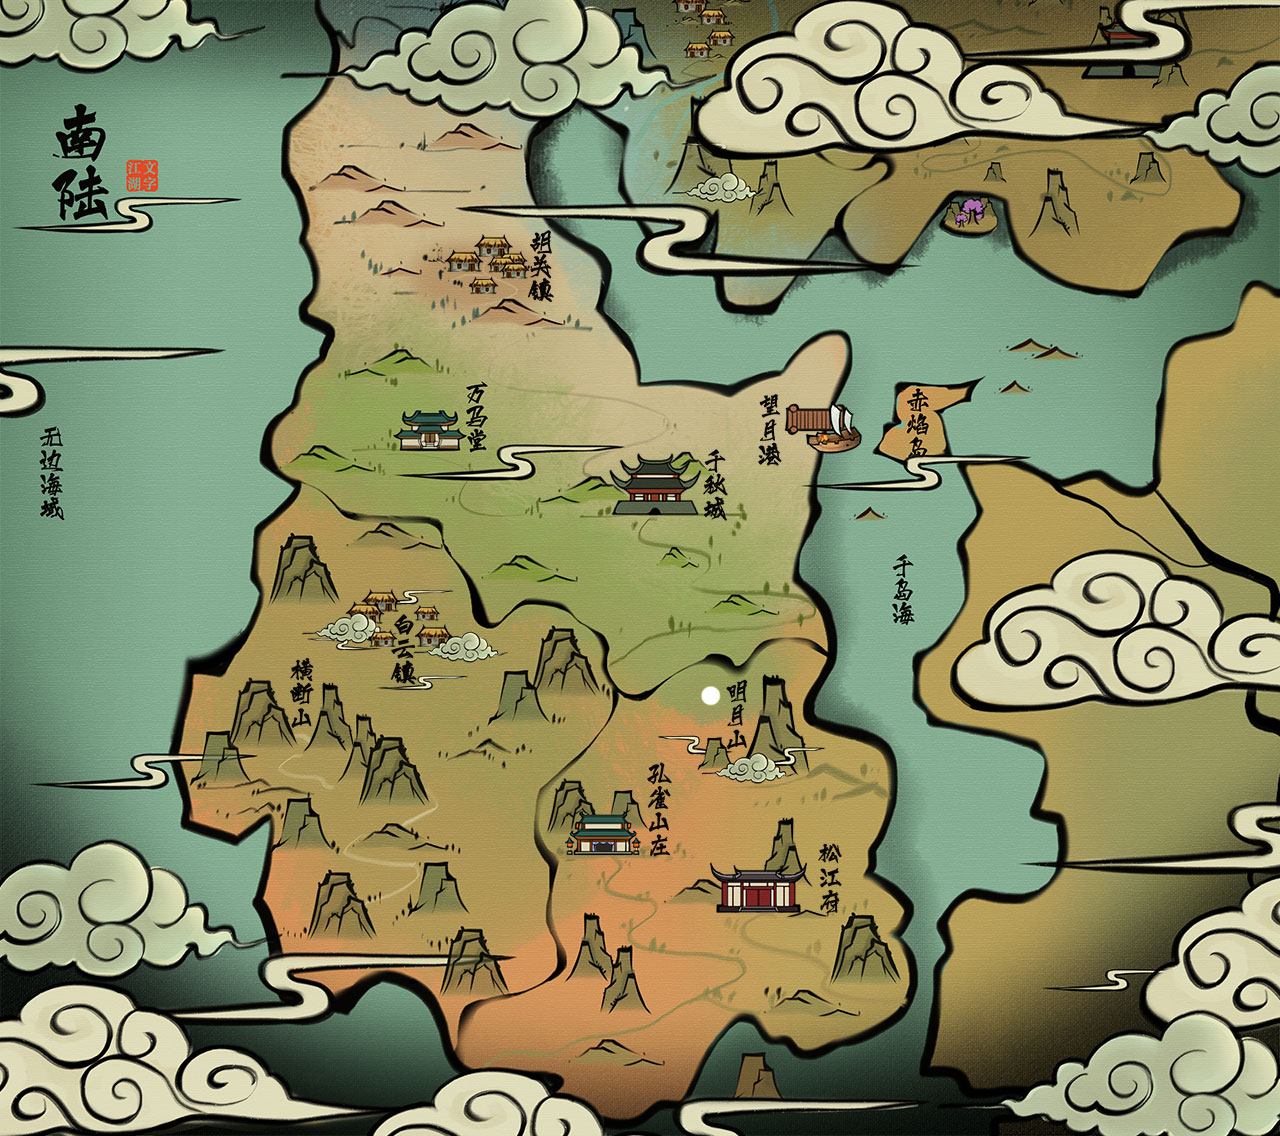 南陆
文字
江湖
胡关镇
万马堂
望月港
赤焰岛
千秋城
无边海域
千岛海
白云镇
横断山
明月山
孔雀山庄
松江府